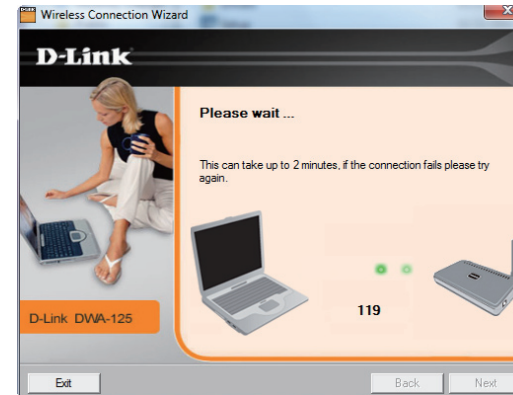 Wireless Connection Wizard
D-Link
Please wait ...
This can take up to 2 minutes, if the connection fails please try
again.
119
D-Link DWA-125
Exit
Back
Next